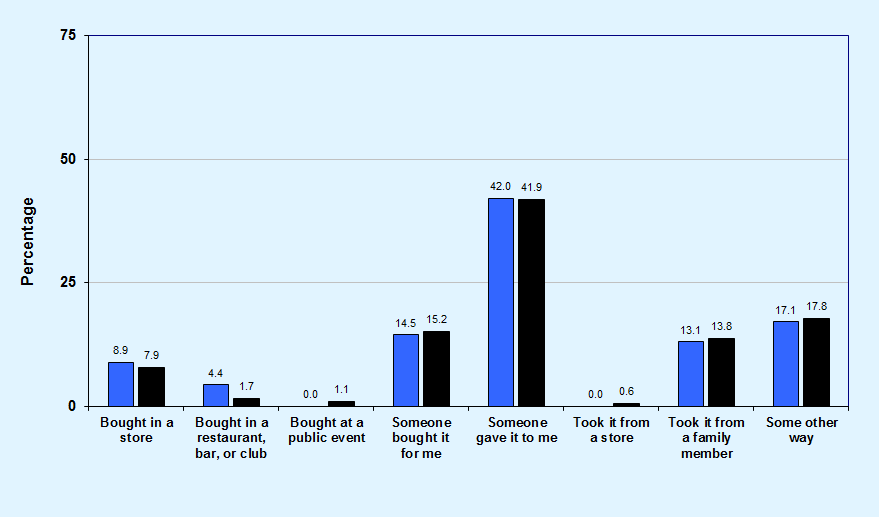 75
50
25
0
Percentage
8.9
7.9
4.4
1.7
0.0
1.1
14.5
15.2
42.0
41.9
0.0
0.6
13.1
13.8
17.1
17.8
Bought in a
store
Bought in a
restaurant,
bar, or club
Bought at a
public event
Someone
bought it
for me
Someone
gave it to me
Took it from
a store
Took it from
a family
member
Some other
way